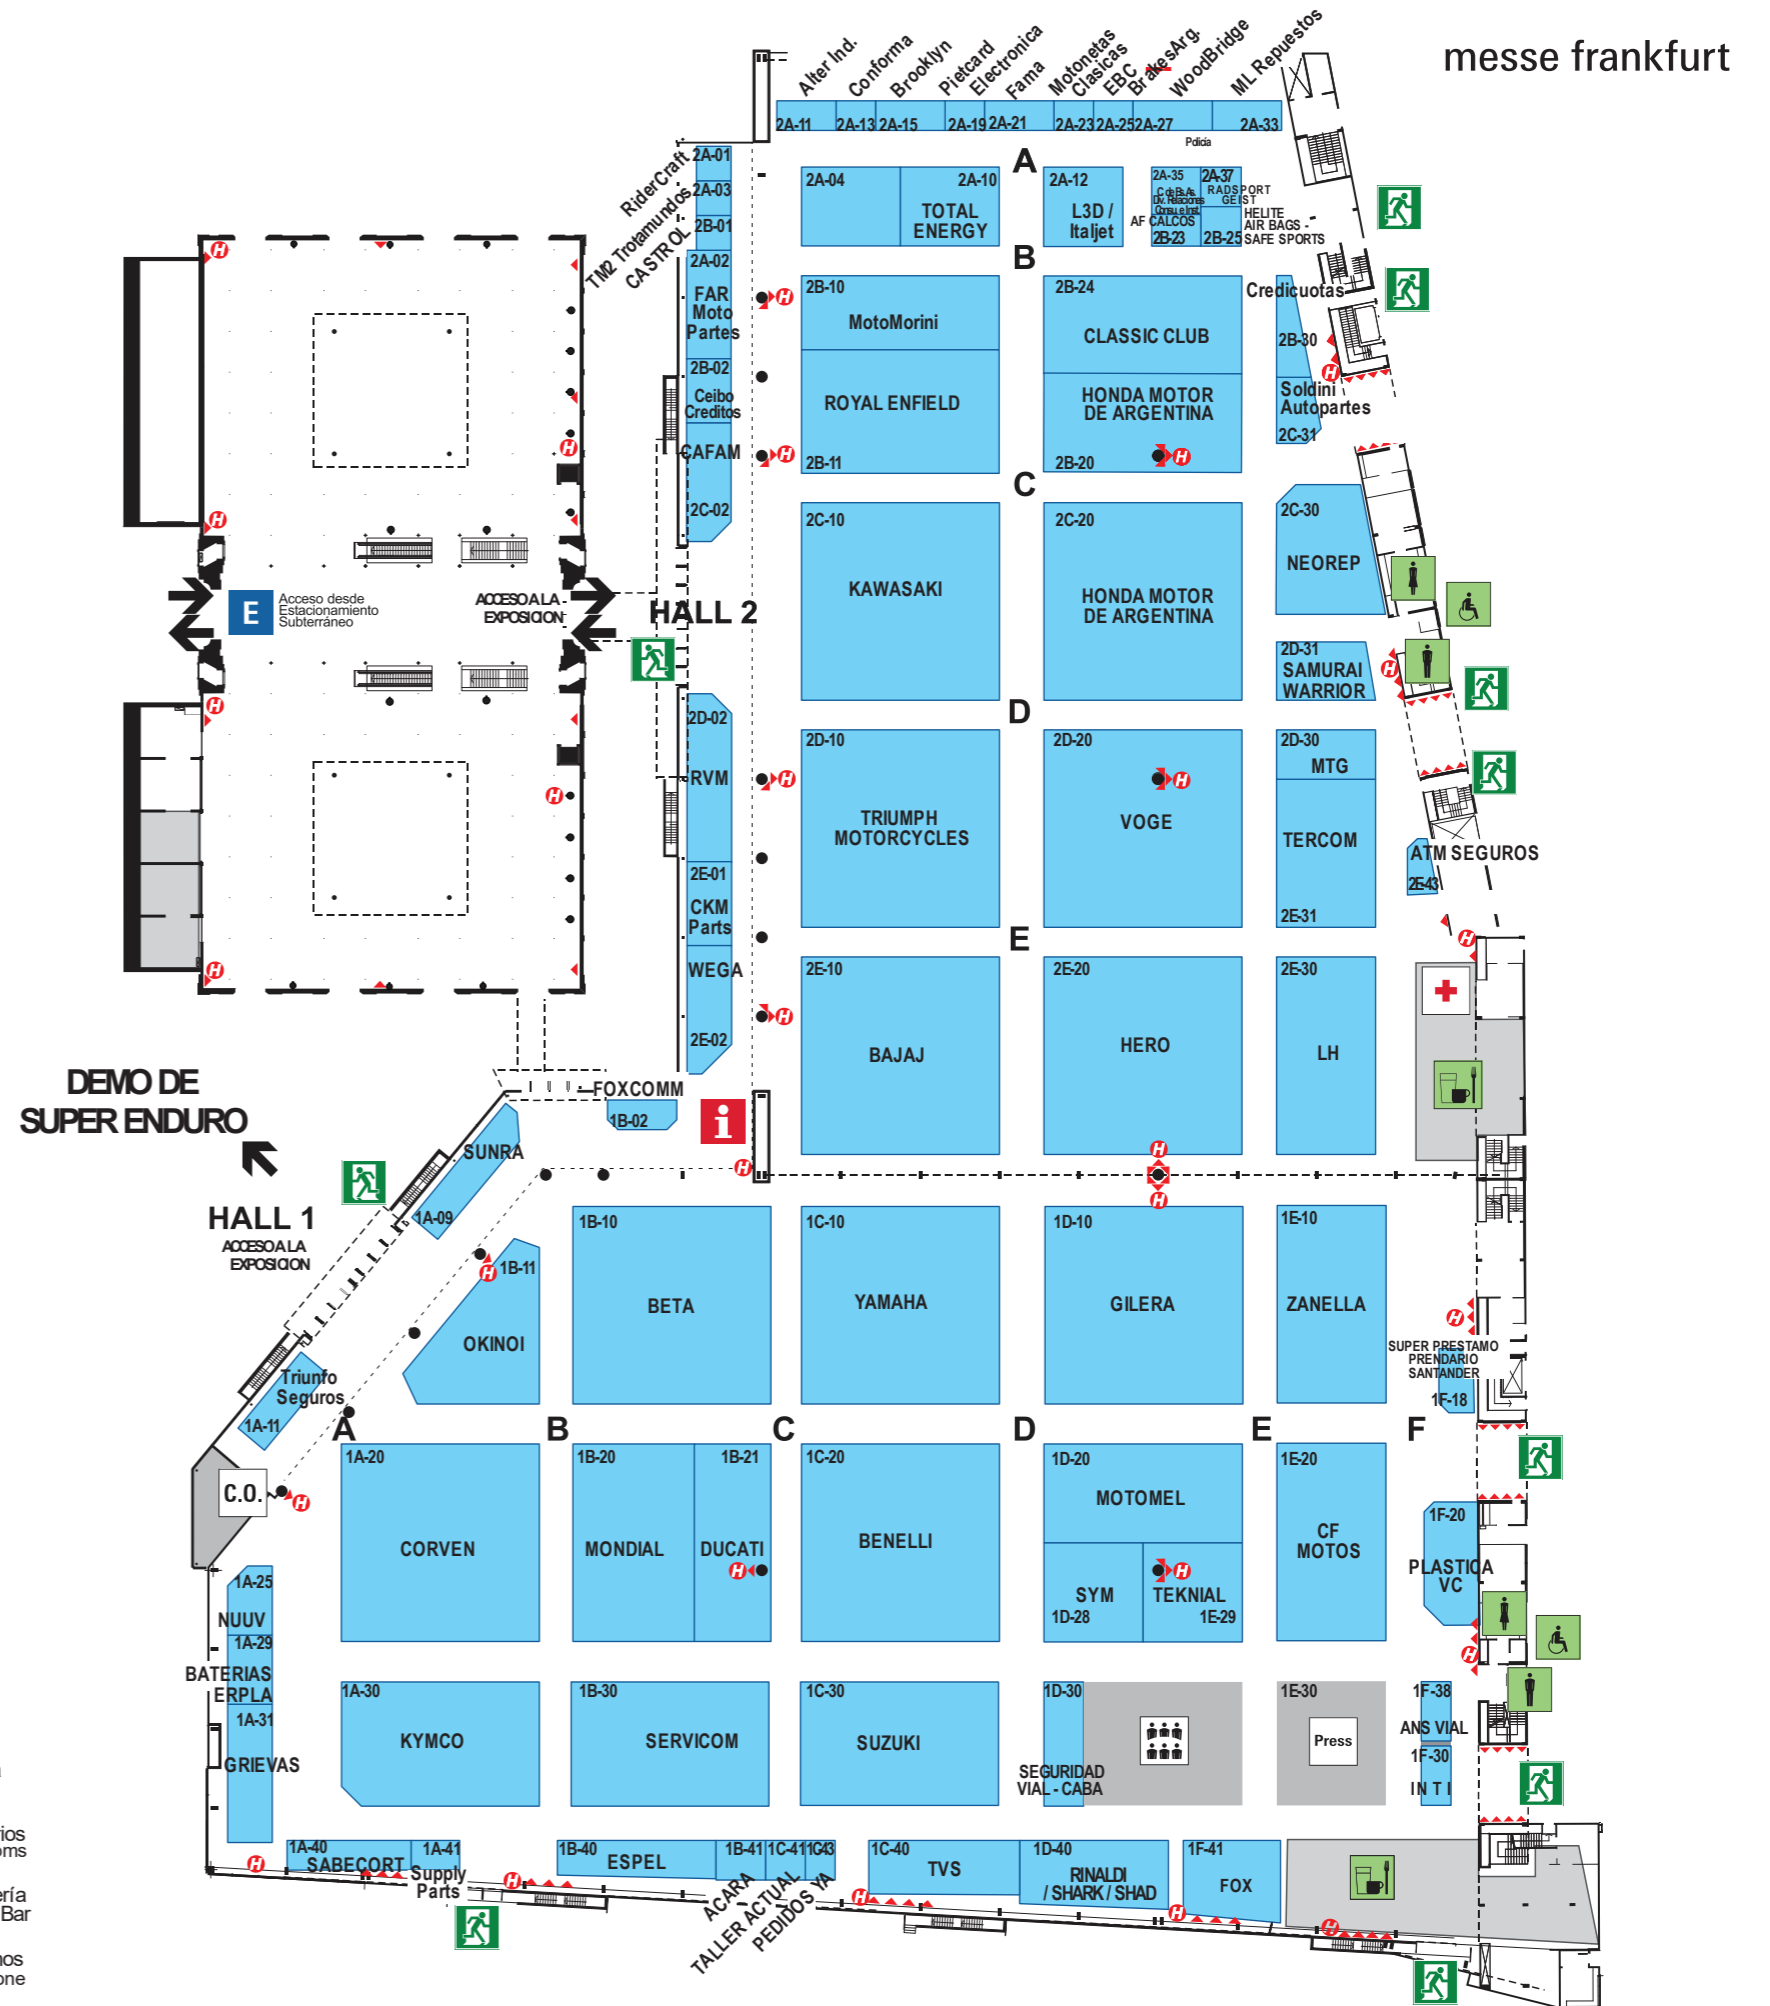 messe frankfurt
Alter Ind.
Conforma
Brooklyn
Pietcard
Electronica
Fama
Motonetas
Clasicas
EBC
BrakesArg.
WoodBridge
ML Repuestos
2A-11
2A-13
2A-15
2A-19
2A-21
2A-23
2A-25
2A-27
2A-33
Policía
A
RiderCraft
TM2 Trotamundos
CASTROL
2A-01
2A-03
2B-01
2A-02
FAR
Moto
Partes
2B-02
Ceibo
Creditos
CAFAM
2C-02
2A-04
2A-10
TOTAL
ENERGY
2A-12
L3D /
Italjet
2A-35
C de Bs.As.
Div. Relaciones
Consu. e Inst.
AF CALCOS
2B-23
2A-37
RADSPORT
GEIST
HELITE
AIR BAGS -
SAFE SPORTS
2B-25
B
2B-10
MotoMorini
ROYAL ENFIELD
2B-11
2B-24
CLASSIC CLUB
HONDA MOTOR
DE ARGENTINA
2B-20
Credicuotas
2B-30
Soldini
Autopartes
2C-31
C
2C-10
KAWASAKI
2C-20
HONDA MOTOR
DE ARGENTINA
2C-30
NEOREP
2D-31
SAMURAI
WARRIOR
E
Acceso desde
Estacionamiento
Subterráneo
ACCESO A LA
EXPOSICION
HALL 2
D
2D-02
RVM
2E-01
CKM
Parts
WEGA
2E-02
2D-10
TRIUMPH
MOTORCYCLES
2D-20
VOGE
2D-30
MTG
TERCOM
2E-31
ATM SEGUROS
2E-43
E
2E-10
BAJAJ
2E-20
HERO
2E-30
LH
DEMO DE
SUPER ENDURO
HALL 1
ACCESO A LA
EXPOSICION
FOXCOMM
1B-02
i
SUNRA
1A-09
1B-11
OKINOI
Triunfo
Seguros
1A-11
C.O.
1B-10
BETA
1C-10
YAMAHA
1D-10
GILERA
1E-10
ZANELLA
SUPER PRESTAMO
PRENDARIO
SANTANDER
1F-18
A
B
C
D
E
F
1A-20
CORVEN
1B-20
MONDIAL
1B-21
DUCATI
1C-20
BENELLI
1D-20
MOTOMEL
SYM
1D-28
TEKNIAL
1E-29
1E-20
CF
MOTOS
1F-20
PLASTICA
VC
1A-25
NUUV
1A-29
BATERIAS
ERPLA
1A-31
GRIEVAS
1A-30
KYMCO
1B-30
SERVICOM
1C-30
SUZUKI
1D-30
SEGURIDAD
VIAL - CABA
1E-30
Press
1F-38
ANS VIAL
1F-30
INTI
1A-40
SABECORT
1A-41
Supply
Parts
1B-40
ESPEL
1B-41
ACARA
1C-41
TALLER ACTUAL
1C-43
PEDIDOS YA
1C-40
TVS
1D-40
RINALDI
/ SHARK / SHAD
1F-41
FOX
Bar